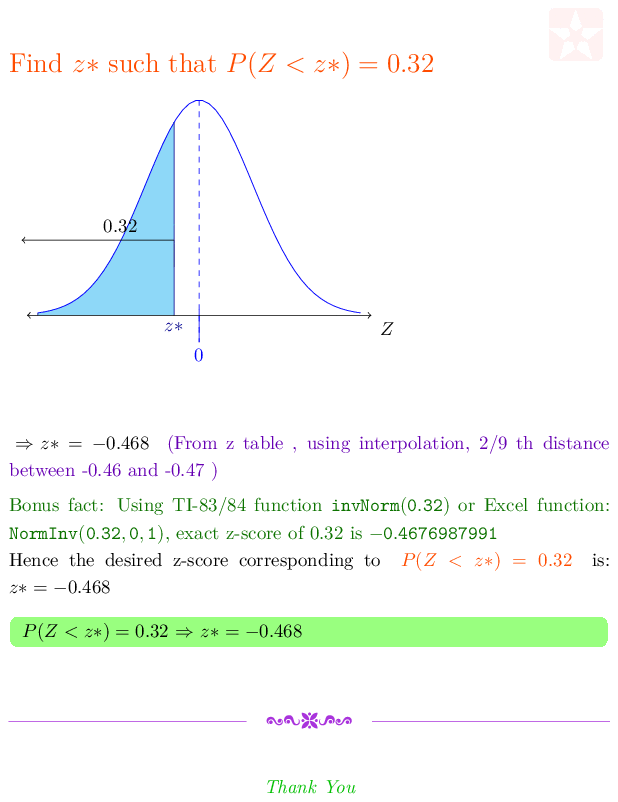 Find z∗ such that P(Z < z∗) = 0.32
0.32
z∗
Z
0
⇒ z∗ = −0.468 (From z table , using interpolation, 2/9 th distance
between -0.46 and -0.47 )
Bonus fact: Using TI-83/84 function invNorm(0.32) or Excel function:
NormInv(0.32, 0, 1), exact z-score of 0.32 is −0.4676987991
Hence the desired z-score corresponding to P(Z < z∗) = 0.32 is:
z∗ = −0.468
P(Z < z∗) = 0.32 ⇒ z∗ = −0.468
Thank You